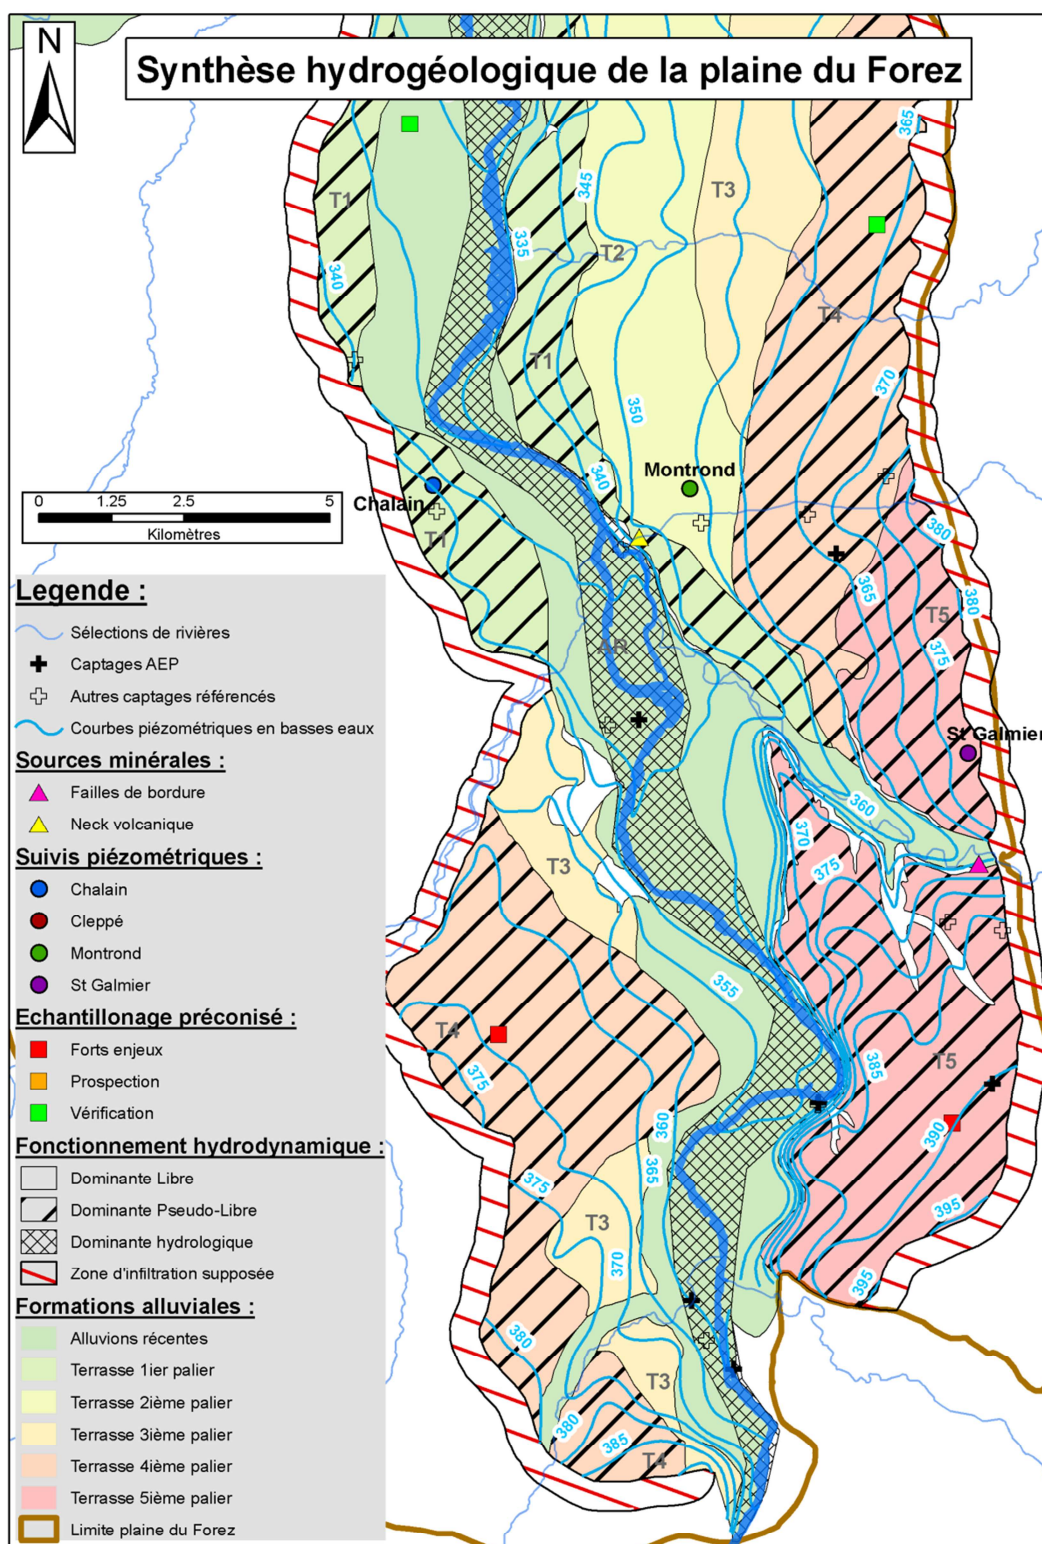 N
Synthèse hydrogéologique de la plaine du Forez
365
T1
345
T3
335
T2
340
T4
T1
370
350
Montrond
340
0 1.25 2.5 5
Kilomètres
Chalain
T1
380
365
380
T5
375
AR
St Galmier
360
370
375
T3
355
T4
385
T5
375
360
390
365
375
395
T3
370
395
380
T3
380
385
T4
Legende :
Sélections de rivières
Captages AEP
Autres captages référencés
Courbes piézométriques en basses eaux
Sources minérales :
Failles de bordure
Neck volcanique
Suivis piézométriques :
Chalain
Cleppé
Montrond
St Galmier
Echantillonage préconisé :
Forts enjeux
Prospection
Vérification
Fonctionnement hydrodynamique :
Dominante Libre
Dominante Pseudo-Libre
Dominante hydrologique
Zone d'infiltration supposée
Formations alluviales :
Alluvions récentes
Terrasse 1ier palier
Terrasse 2ième palier
Terrasse 3ième palier
Terrasse 4ième palier
Terrasse 5ième palier
Limite plaine du Forez